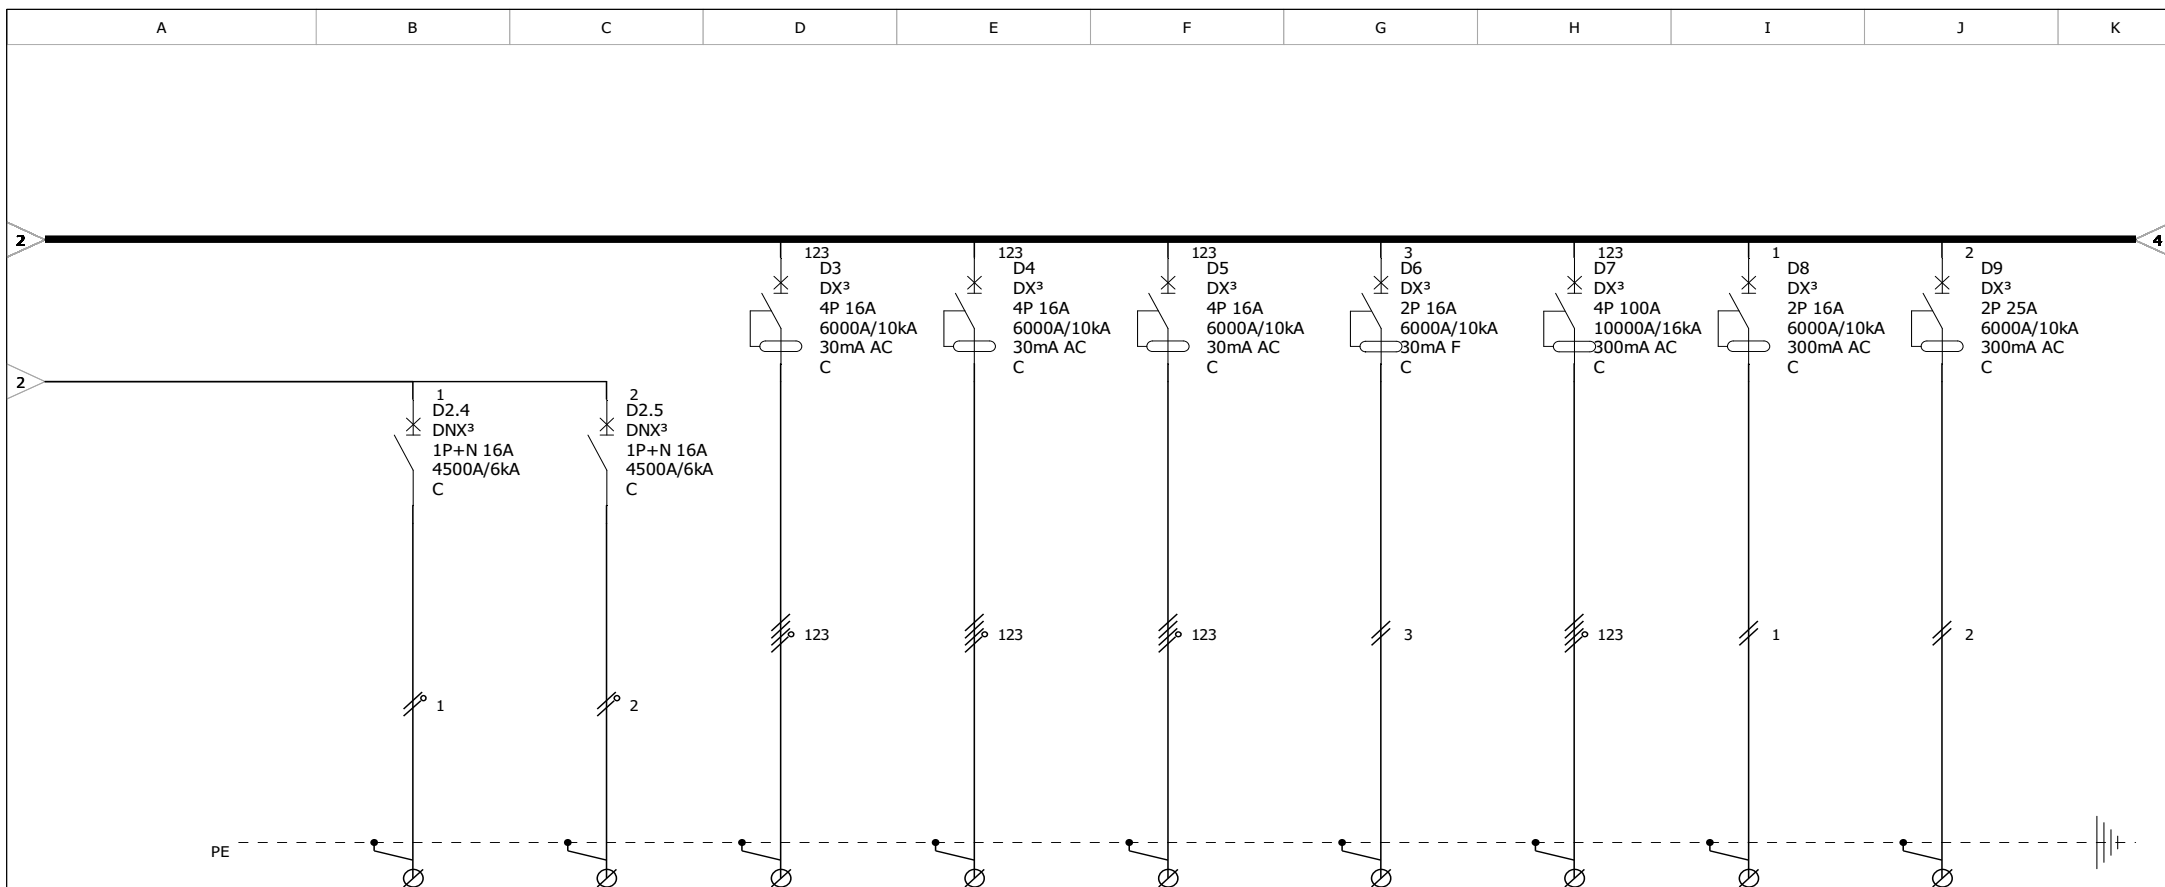 A B C D E F G H I J K
2 4
123 123 123 3 123 1 2
D3 D4 D5 D6 D7 D8 D9
DX³ DX³ DX³ DX³ DX³ DX³ DX³
4P 16A 4P 16A 4P 16A 2P 16A 4P 100A 2P 16A 2P 25A
6000A/10kA 6000A/10kA 6000A/10kA 6000A/10kA 10000A/16kA 6000A/10kA 6000A/10kA
30mA AC 30mA AC 30mA AC 30mA F 300mA AC 300mA AC 300mA AC
C C C C C C C
2
1 2
D2.4 D2.5
DNX³ DNX³
1P+N 16A 1P+N 16A
4500A/6kA 4500A/6kA
C C
123 123 123 3 123 1 2
1 2
PE